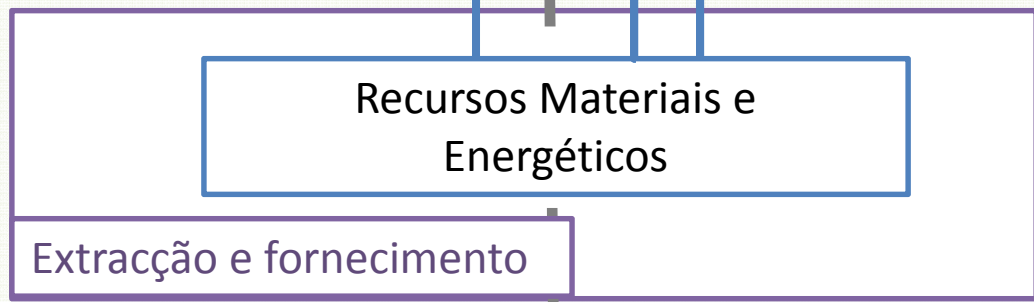 Recursos Materiais e
Energéticos
Extracção e fornecimento